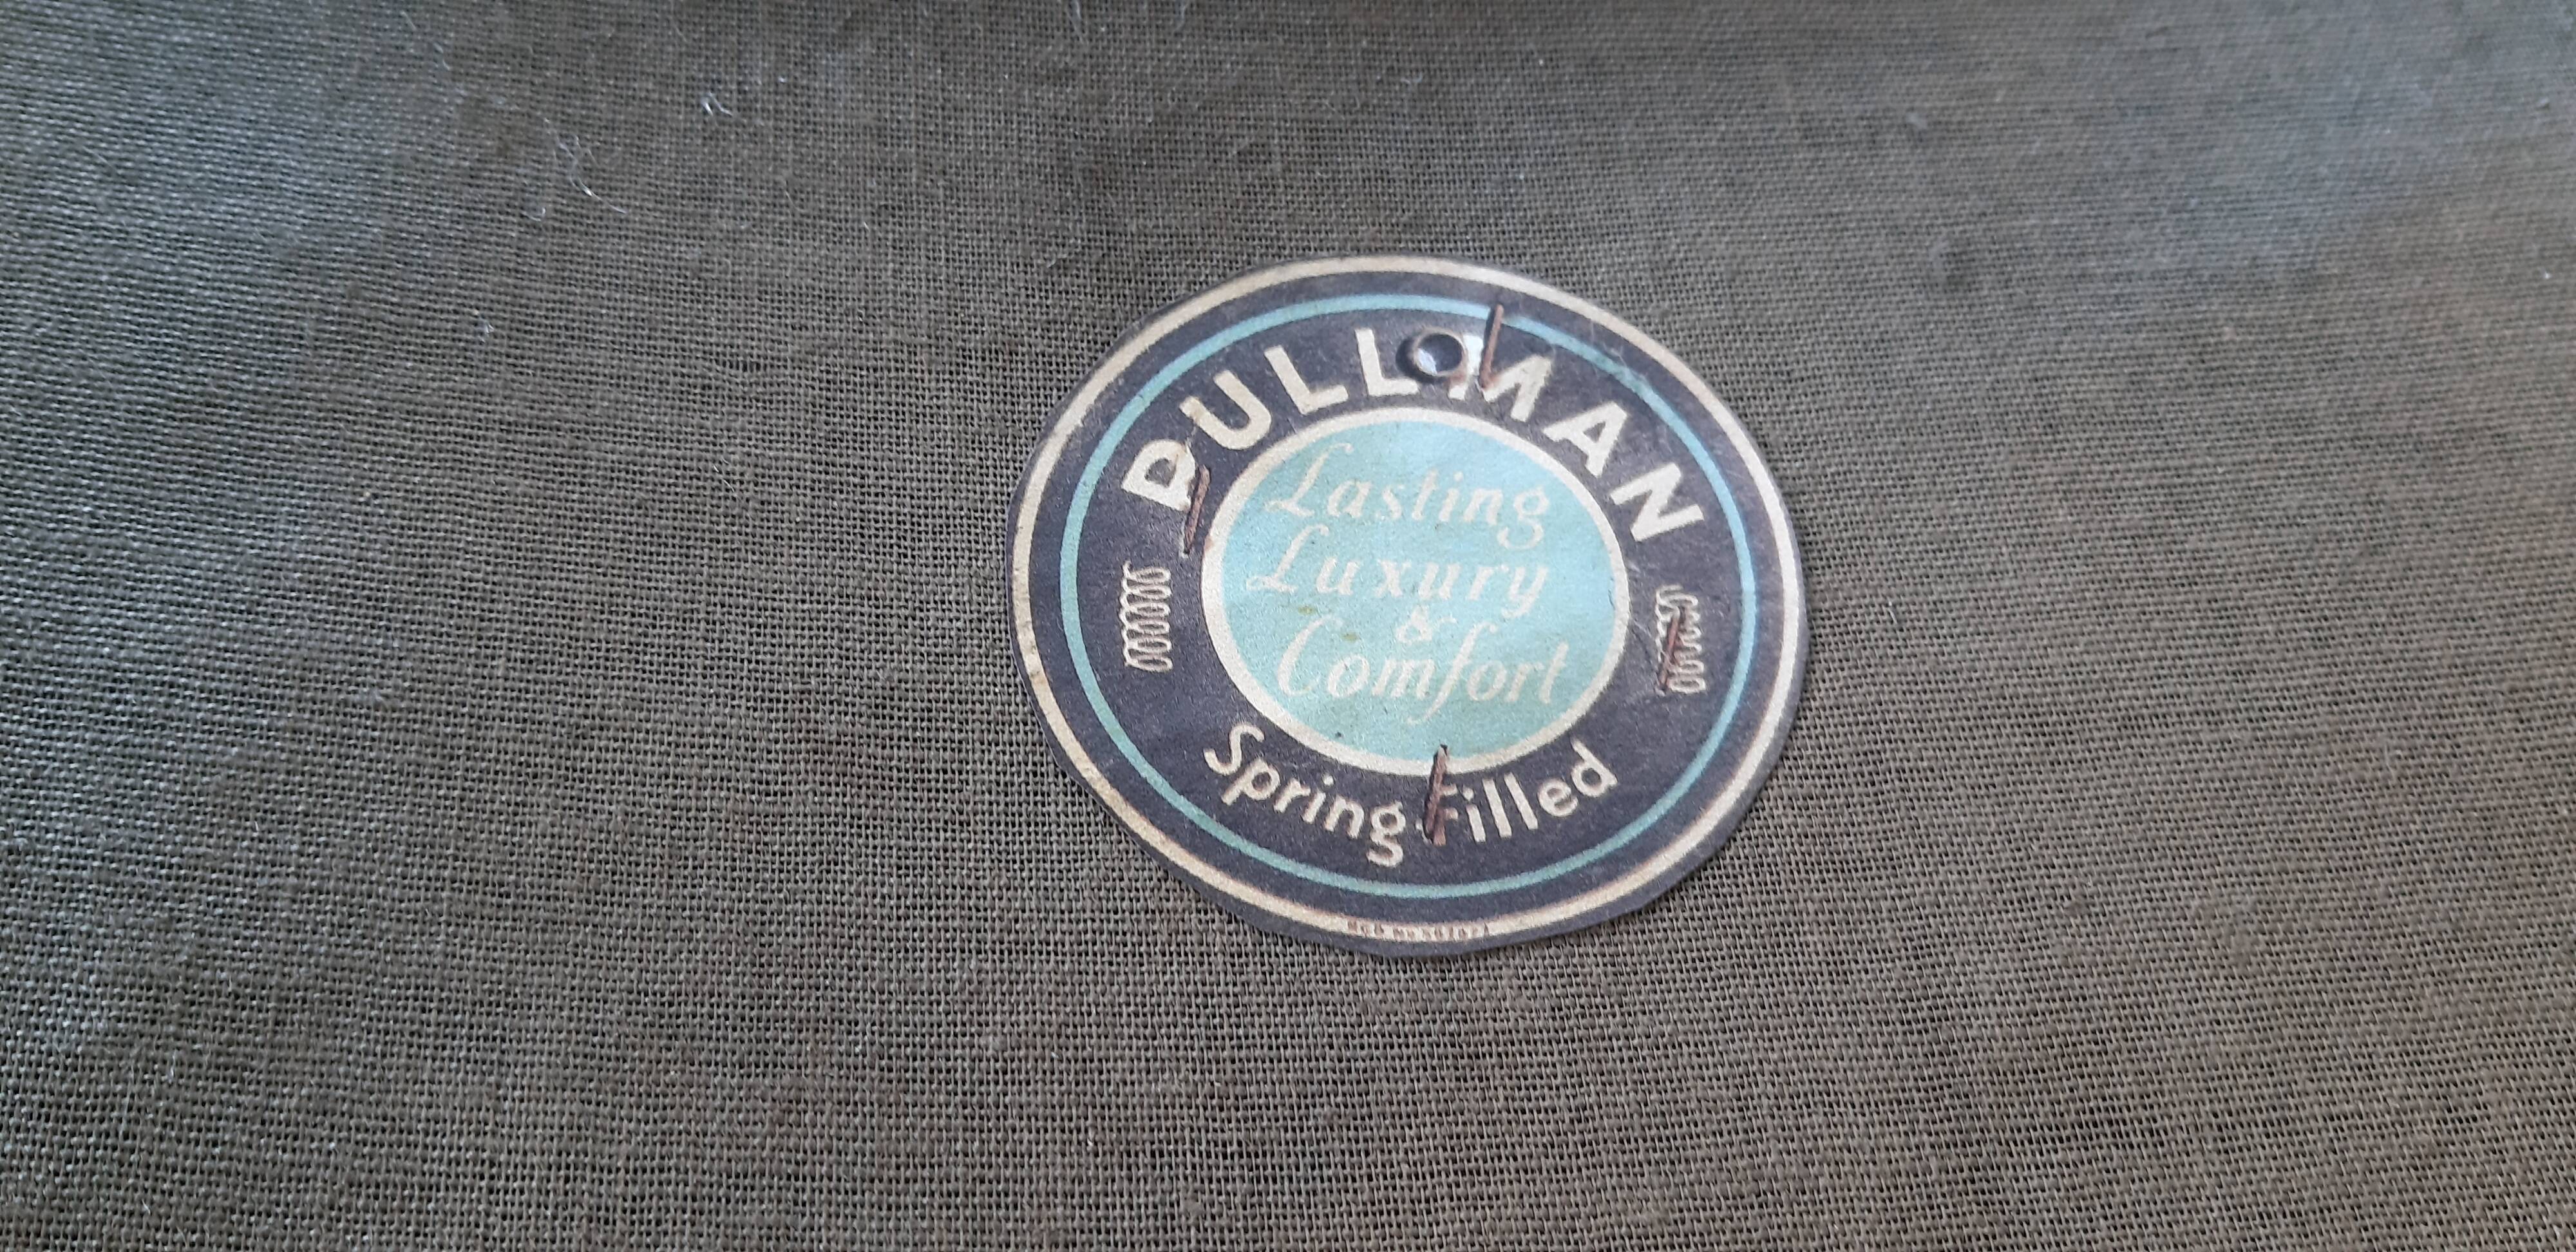 PULLMAN
Lasting
Luxury
&
Comfort
Spring Filled